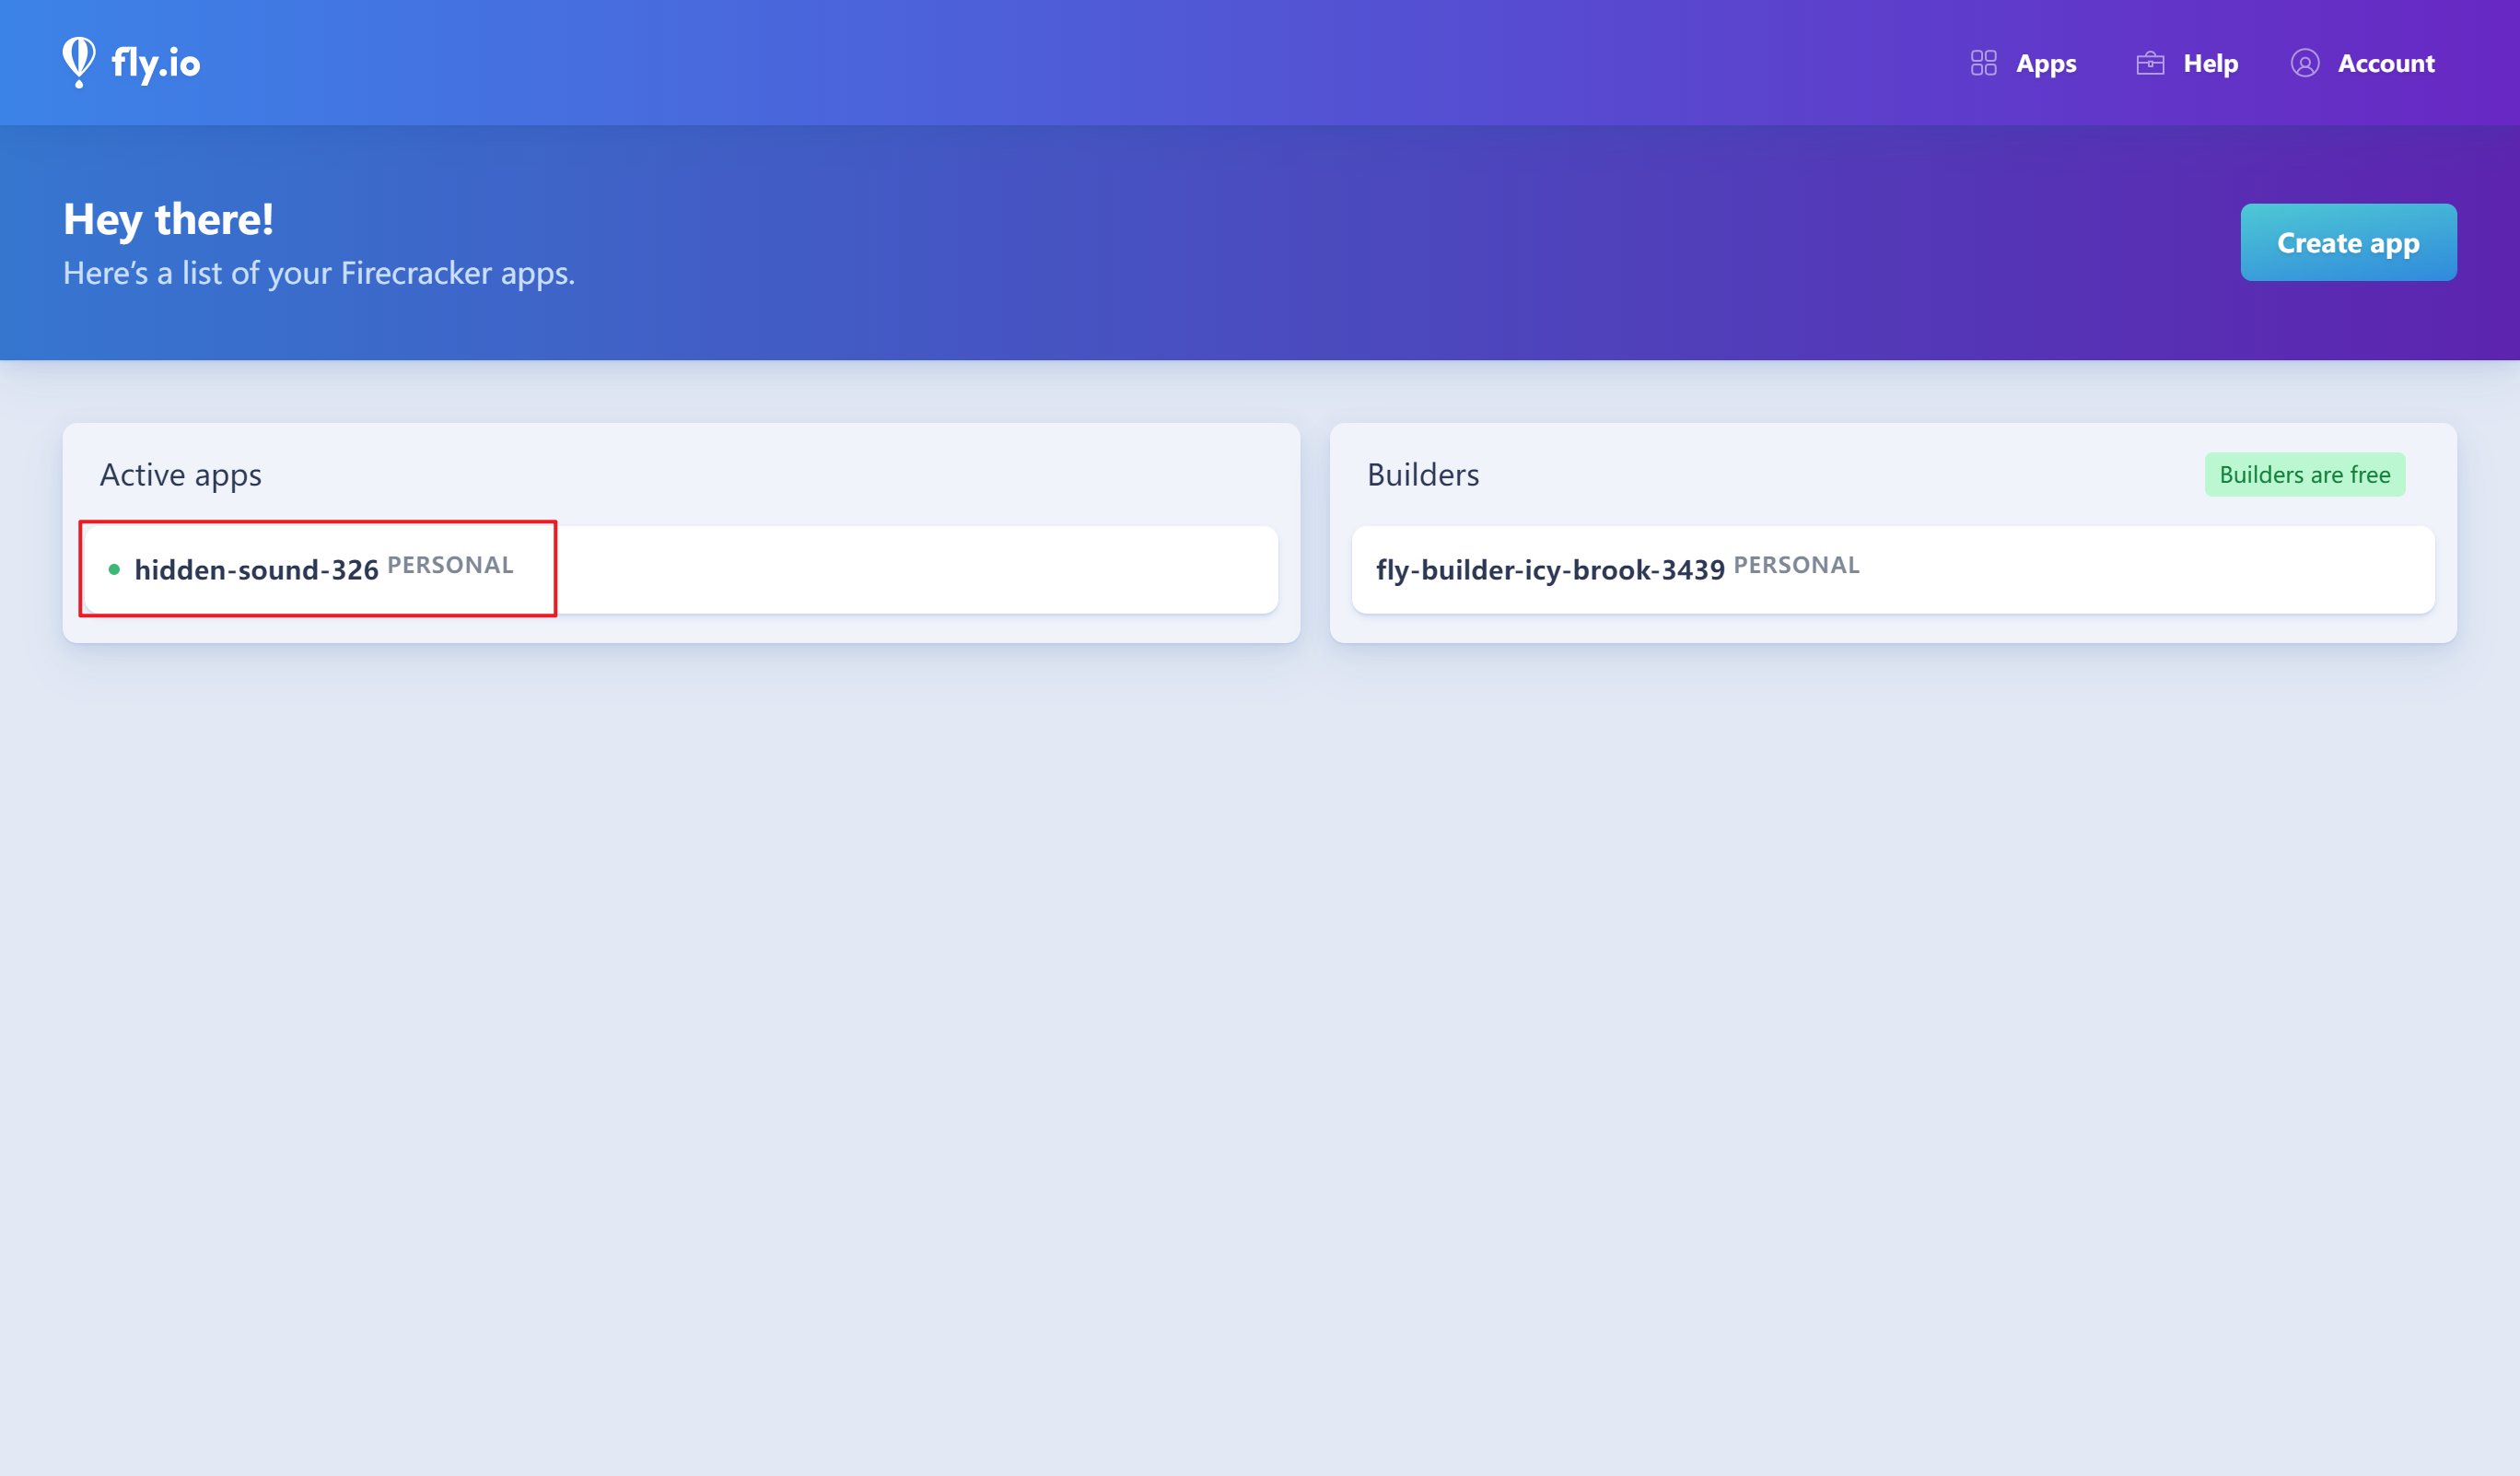 fly.io
Apps
Help
Account
Hey there!
Here’s a list of your Firecracker apps.
Create app
Active apps
hidden-sound-326 PERSONAL
Builders
Builders are free
fly-builder-icy-brook-3439 PERSONAL